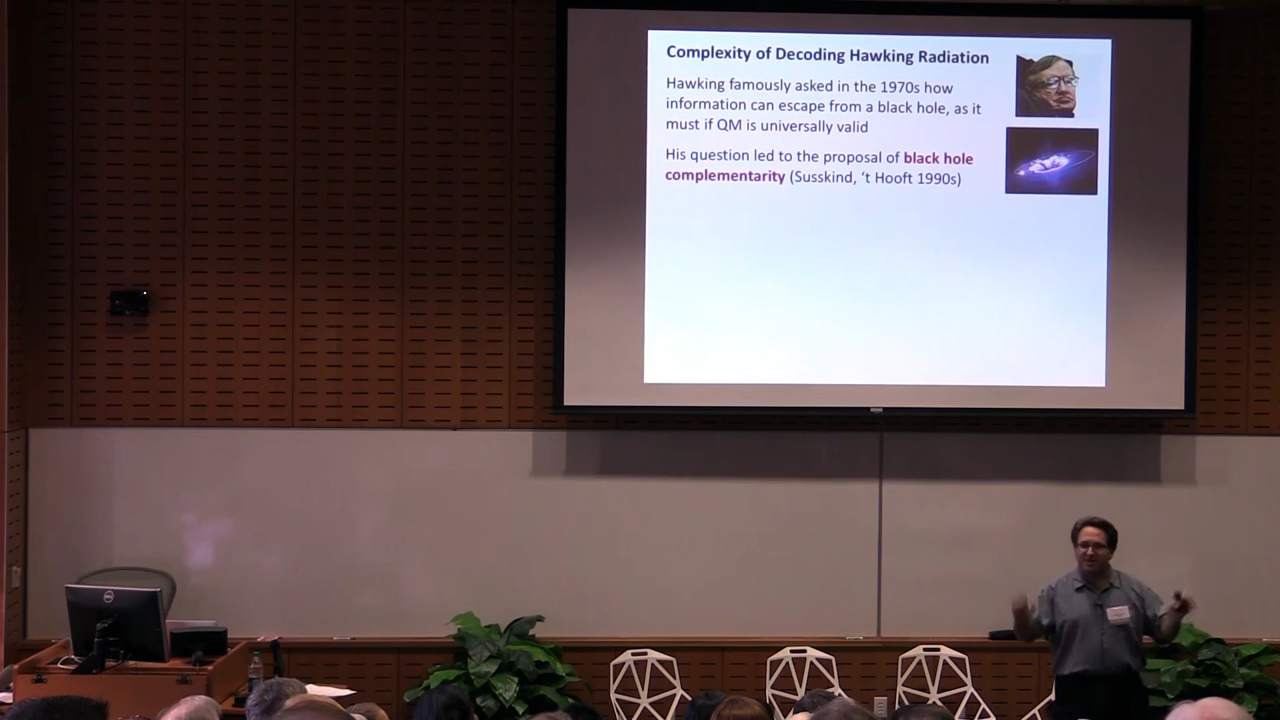 Complexity of Decoding Hawking Radiation
Hawking famously asked in the 1970s how
information can escape from a black hole, as it
must if QM is universally valid
His question led to the proposal of black hole
complementarity (Susskind, ‘t Hooft 1990s)